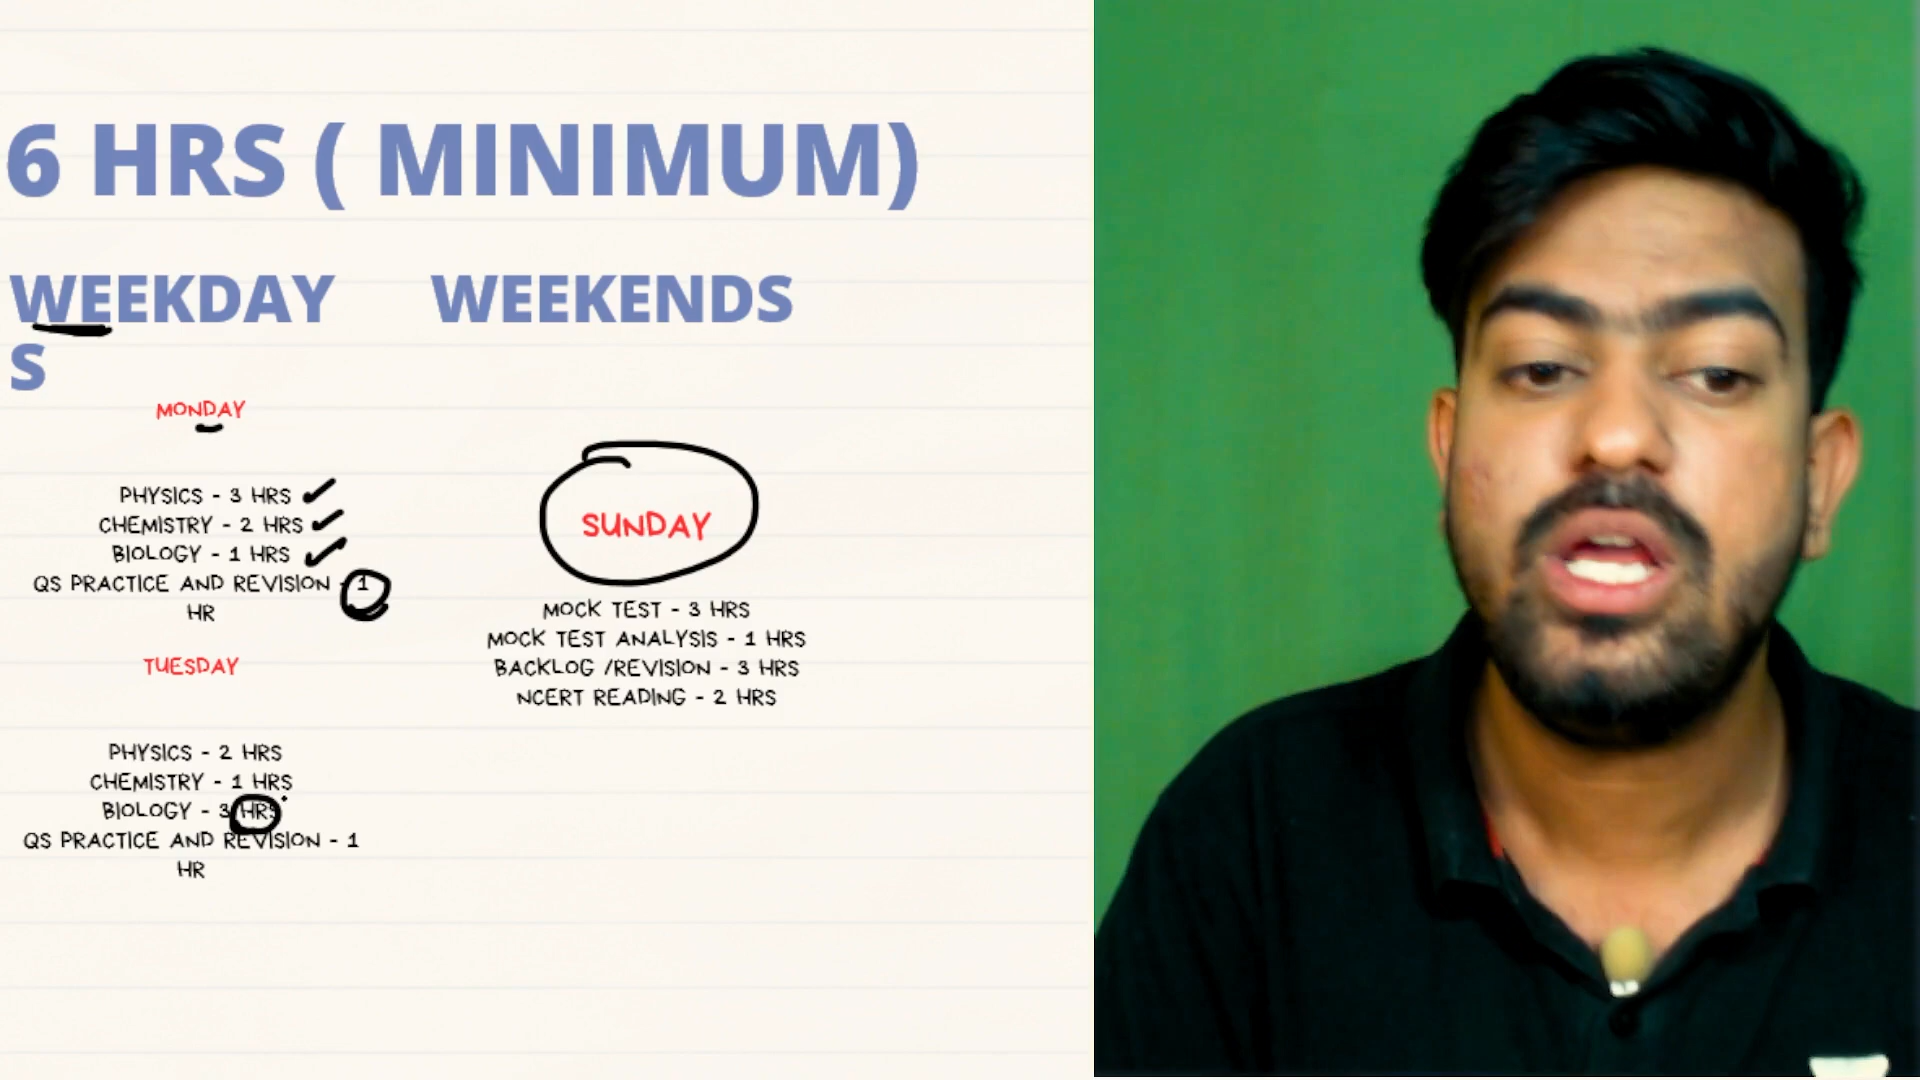 6 HRS ( MINIMUM)
WEEKDAY
S
WEEKENDS
MONDAY
PHYSICS - 3 HRS
CHEMISTRY - 2 HRS
BIOLOGY - 1 HRS
QS PRACTICE AND REVISION - 1
HR
TUESDAY
PHYSICS - 2 HRS
CHEMISTRY - 1 HRS
BIOLOGY - 3 HRS
QS PRACTICE AND REVISION - 1
HR
SUNDAY
MOCK TEST - 3 HRS
MOCK TEST ANALYSIS - 1 HRS
BACKLOG /REVISION - 3 HRS
NCERT READING - 2 HRS